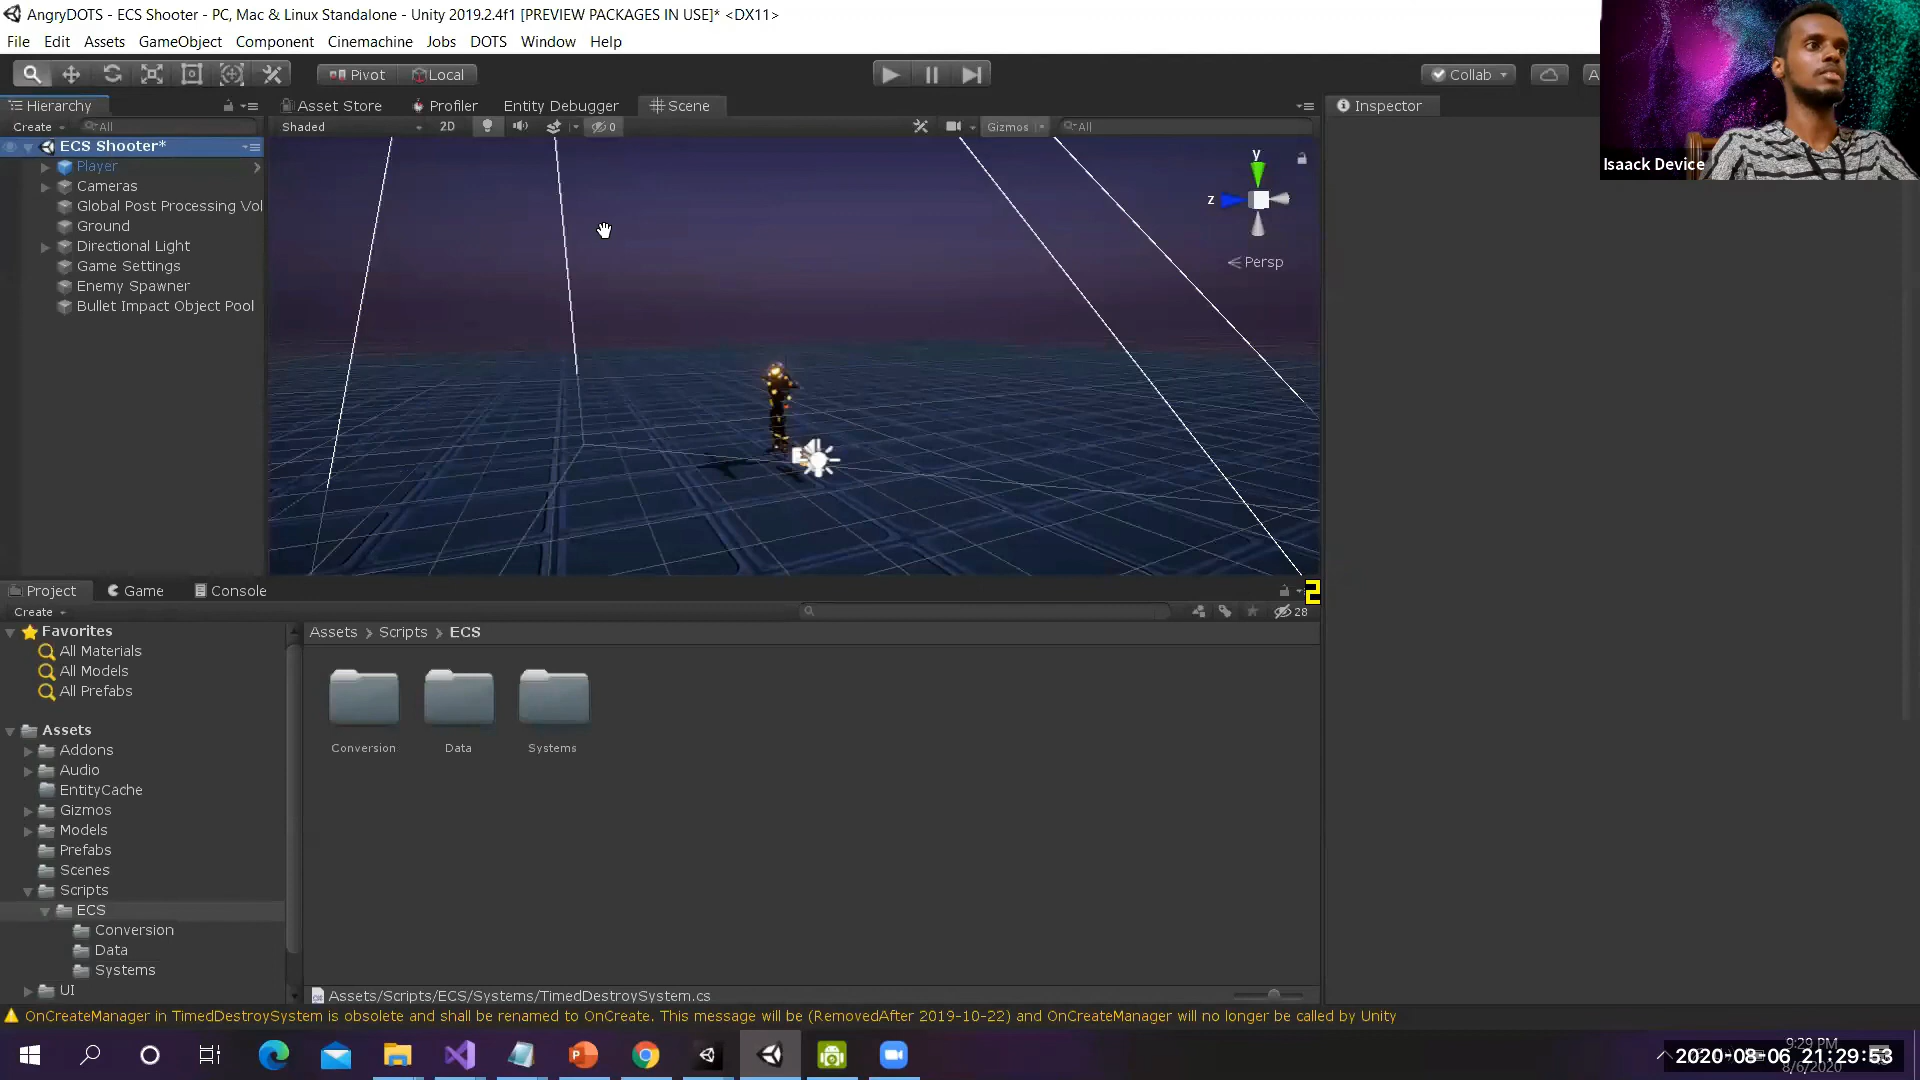 AngryDOTS - ECS Shooter - PC, Mac & Linux Standalone - Unity 2019.2.4f1 [PREVIEW PACKAGES IN USE]* <DX11>
File Edit Assets GameObject Component Cinemachine Jobs DOTS Window Help
Pivot Local Collab A
Hierarchy Asset Store Profiler Entity Debugger Scene Inspector
Create All Shaded 2D 0 Gizmos All
ECS Shooter*
Player
Cameras
Global Post Processing Vol
Ground
Directional Light
Game Settings
Enemy Spawner
Bullet Impact Object Pool
y
z
Persp
Isaack Device
Project Game Console
2
Create 28
Favorites
All Materials
All Models
All Prefabs
Assets
Addons
Audio
EntityCache
Gizmos
Models
Prefabs
Scenes
Scripts
ECS
Conversion
Data
Systems
UI
Assets > Scripts > ECS
Conversion Data Systems
Assets/Scripts/ECS/Systems/TimedDestroySystem.cs
OnCreateManager in TimedDestroySystem is obsolete and shall be renamed to OnCreate. This message will be (RemovedAfter 2019-10-22) and OnCreateManager will no longer be called by Unity
9:29 PM
2020-08-06 21:29:53
8/6/2020